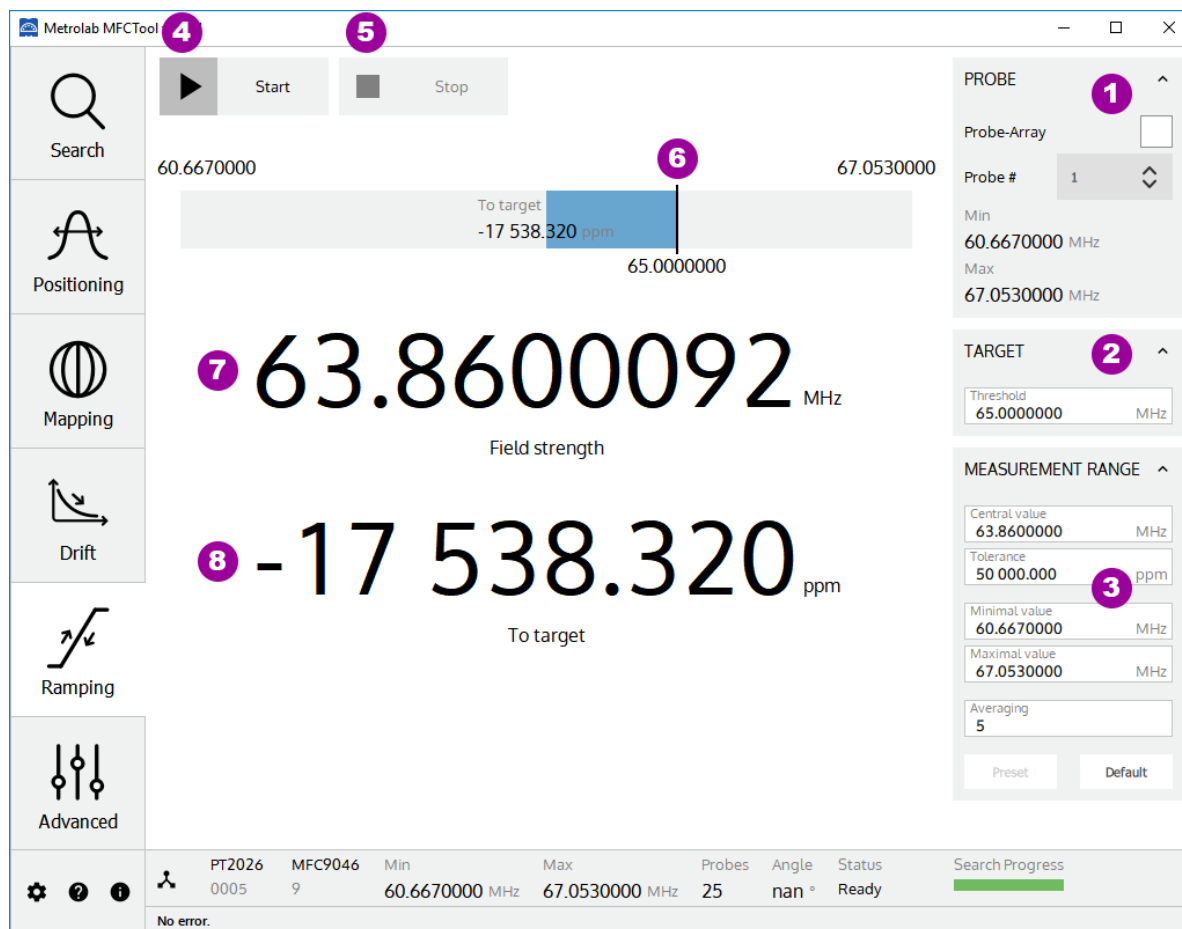 Metrolab MFCToo
4
5
Start
Stop
Search
Positioning
Mapping
Drift
Ramping
Advanced
60.6670000
6
67.0530000
To target
-17 538.320 ppm
65.0000000
7
63.8600092 MHz
Field strength
8
-17 538.320 ppm
To target
PROBE
1
Probe-Array
Probe # 1
Min
60.6670000 MHz
Max
67.0530000 MHz
TARGET
2
Threshold
65.0000000 MHz
MEASUREMENT RANGE
Central value
63.8600000 MHz
Tolerance
50 000.000 ppm
3
Minimal value
60.6670000 MHz
Maximal value
67.0530000 MHz
Averaging
5
Preset Default
PT2026 MFC9046 Min Max Probes Angle Status Search Progress
0005 9 60.6670000 MHz 67.0530000 MHz 25 nan ° Ready
No error.